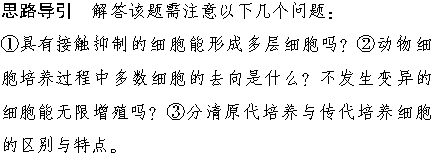 思路导引　解答该题需注意以下几个问题：
①具有接触抑制的细胞能形成多层细胞吗？②动物细
胞培养过程中多数细胞的去向是什么？不发生变异的
细胞能无限增殖吗？③分清原代培养与传代培养细胞
的区别与特点。